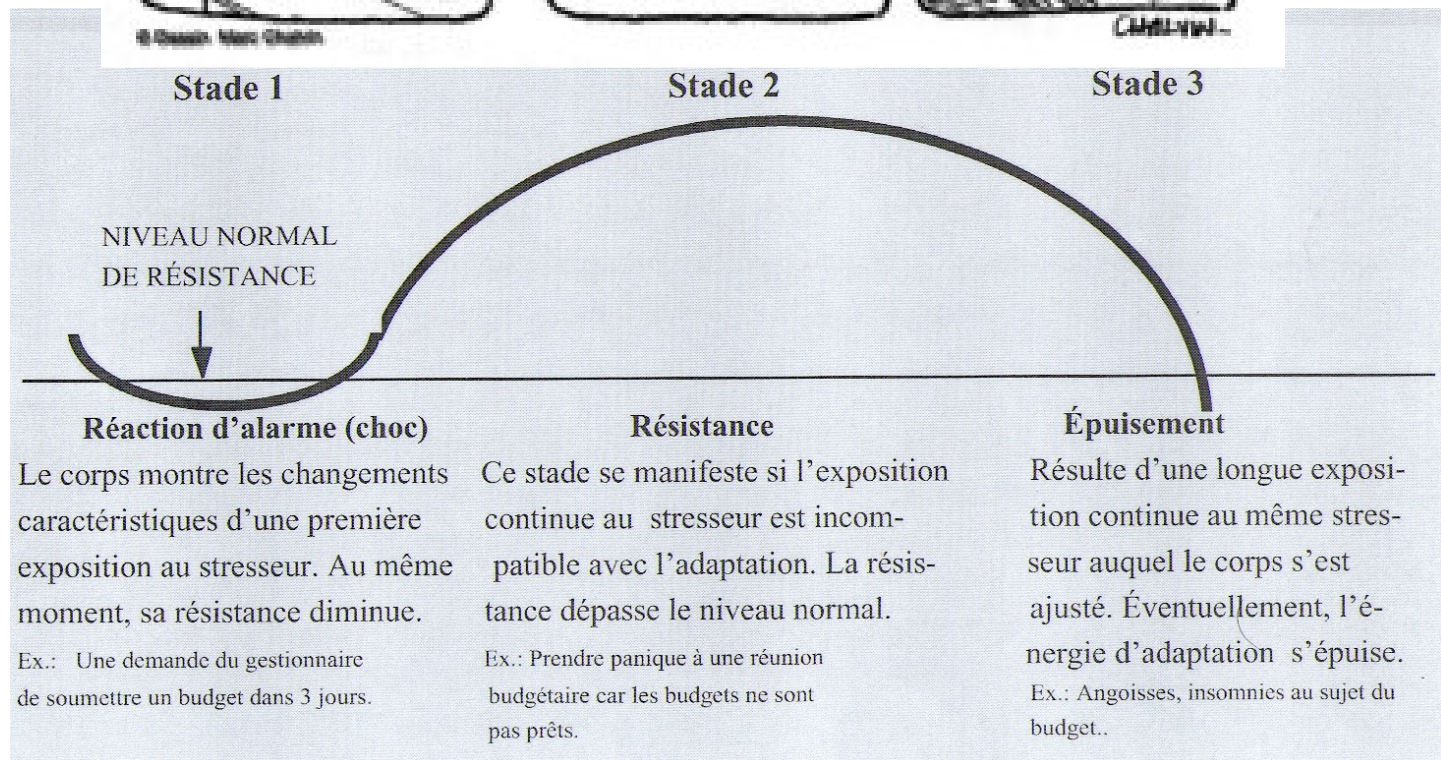 Stade 1
Stade 2
Stade 3
NIVEAU NORMAL
DE RÉSISTANCE
Réaction d'alarme (choc)
Le corps montre les changements
caractéristiques d'une première
exposition au stresseur. Au même
moment, sa résistance diminue.
Ex.: Une demande du gestionnaire
de soumettre un budget dans 3 jours.
Résistance
Ce stade se manifeste si l'exposition
continue au stresseur est incom-
patible avec l'adaptation. La résis-
tance dépasse le niveau normal.
Ex.: Prendre panique à une réunion
budgétaire car les budgets ne sont
pas prêts.
Épuisement
Résulte d'une longue exposi-
tion continue au même stres-
seur auquel le corps s'est
ajusté. Éventuellement, l'é-
nergie d'adaptation s'épuise.
Ex.: Angoisses, insomnies au sujet du
budget..